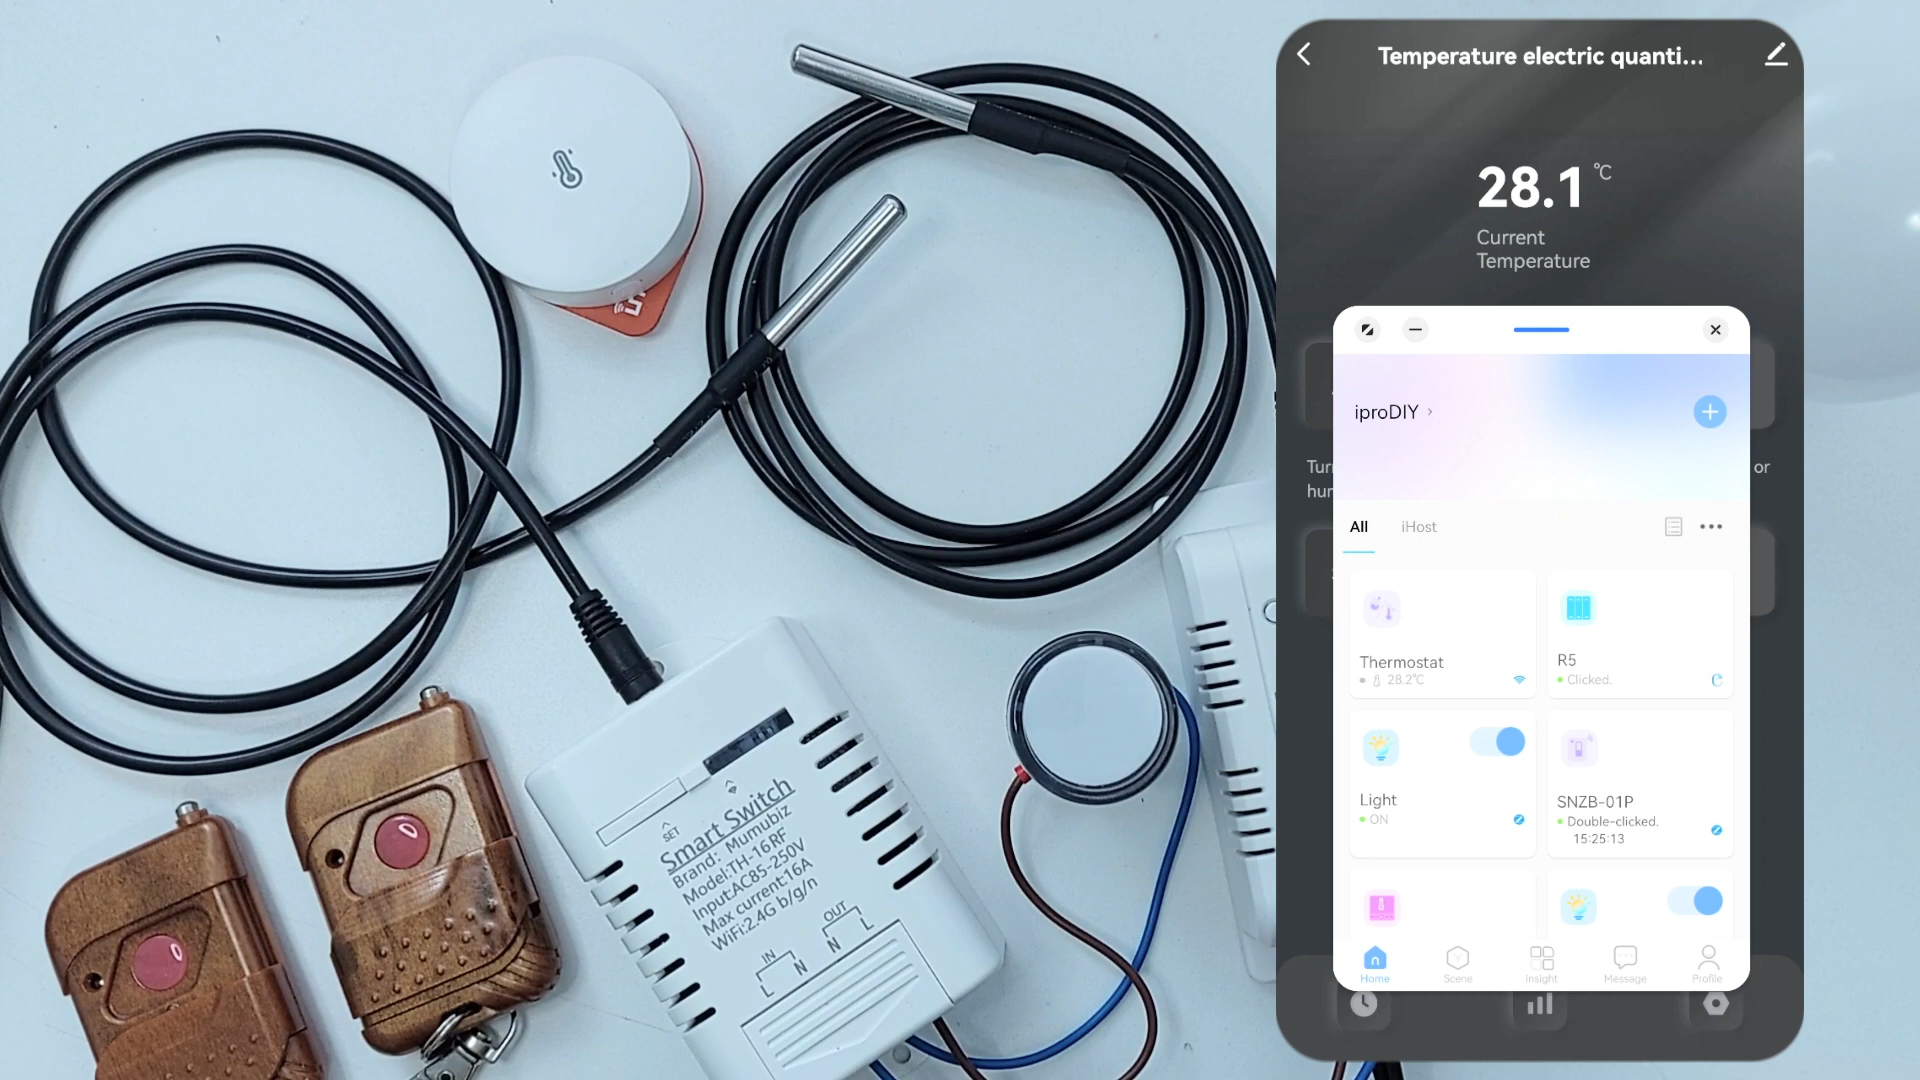 SET
Smart Switch
Brand: Mumubiz
Model:TH-16RF
Input:AC85-250V
Max current:16A
WiFi:2.4G b/g/n
IN
OUT
L
N
N
L
Temperature electric quanti...
28.1 °C
Current
Temperature
or
iproDIY
All
iHost
Thermostat
28.2°C
R5
Clicked.
Light
ON
SNZB-01P
Double-clicked.
15:25:13
Home
Scene
Insight
Message
Profile